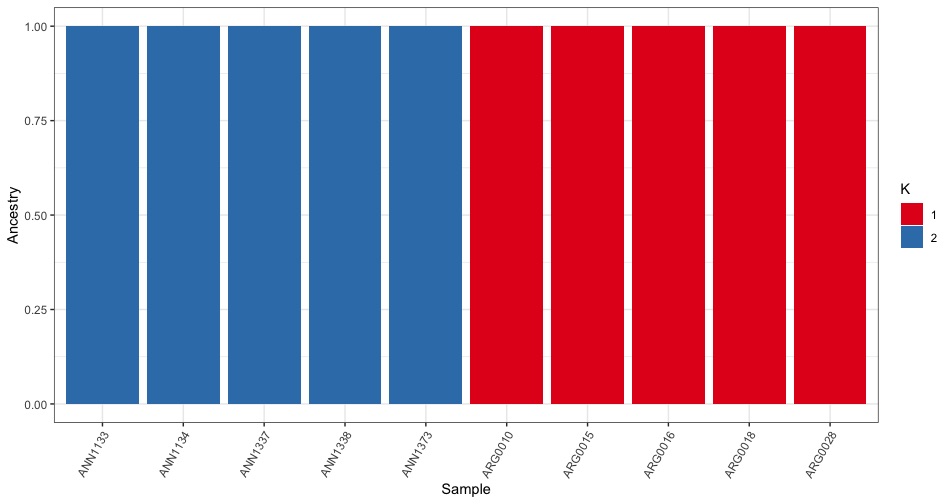 1.00
0.75
0.50
0.25
0.00
Ancestry
ANN1133
ANN1134
ANN1337
ANN1338
ANN1373
ARG0010
ARG0015
ARG0016
ARG0018
ARG0028
Sample
K
1
2